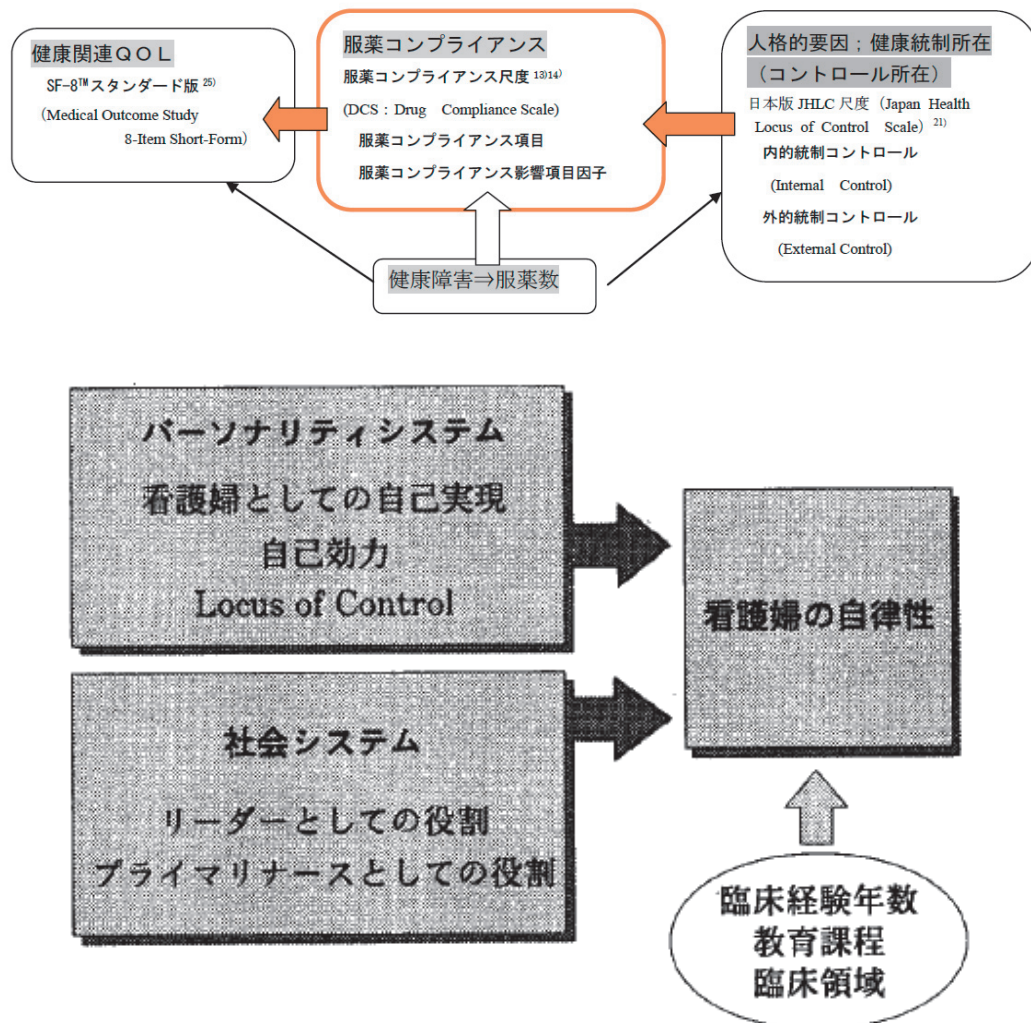 健康関連ＱＯＬ
SF-8™スタンダード版 25)
(Medical Outcome Study
8-Item Short-Form)
服薬コンプライアンス
服薬コンプライアンス尺度 13)14)
(DCS：Drug Compliance Scale)
服薬コンプライアンス項目
服薬コンプライアンス影響項目因子
人格的要因；健康統制所在
（コントロール所在）
日本版 JHLC 尺度（Japan Health
Locus of Control Scale）21)
内的統制コントロール
(Internal Control)
外的統制コントロール
(External Control)
健康障害⇒服薬数
パーソナリティシステム
看護婦としての自己実現
自己効力
Locus of Control
看護婦の自律性
社会システム
リーダーとしての役割
プライマリナースとしての役割
臨床経験年数
教育課程
臨床領域